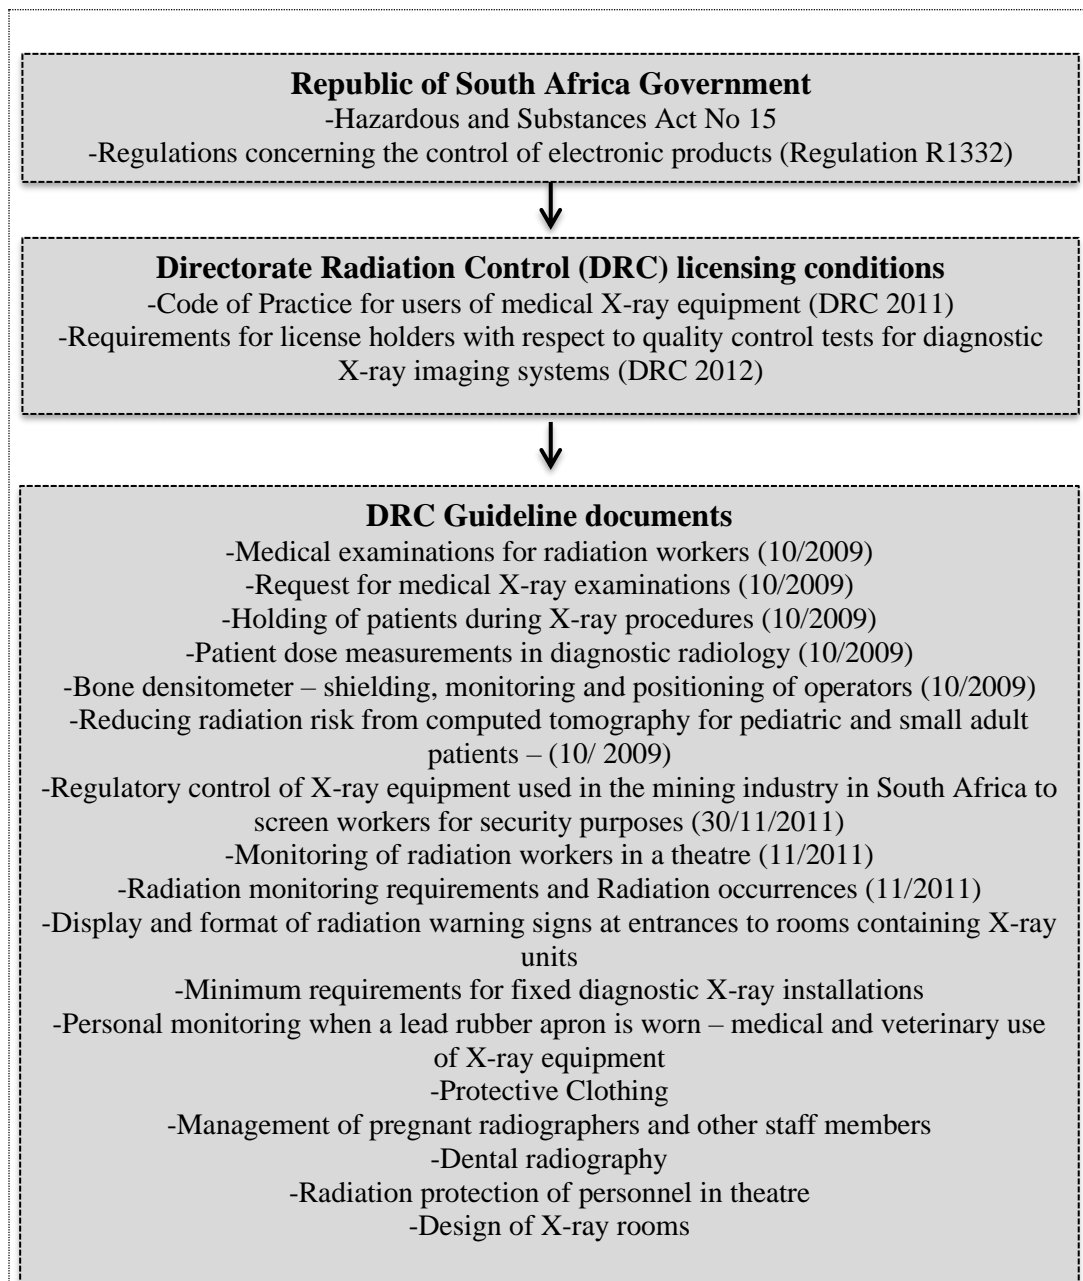 Republic of South Africa Government
-Hazardous and Substances Act No 15
-Regulations concerning the control of electronic products (Regulation R1332)
Directorate Radiation Control (DRC) licensing conditions
-Code of Practice for users of medical X-ray equipment (DRC 2011)
-Requirements for license holders with respect to quality control tests for diagnostic
X-ray imaging systems (DRC 2012)
DRC Guideline documents
-Medical examinations for radiation workers (10/2009)
-Request for medical X-ray examinations (10/2009)
-Holding of patients during X-ray procedures (10/2009)
-Patient dose measurements in diagnostic radiology (10/2009)
-Bone densitometer – shielding, monitoring and positioning of operators (10/2009)
-Reducing radiation risk from computed tomography for pediatric and small adult
patients – (10/ 2009)
-Regulatory control of X-ray equipment used in the mining industry in South Africa to
screen workers for security purposes (30/11/2011)
-Monitoring of radiation workers in a theatre (11/2011)
-Radiation monitoring requirements and Radiation occurrences (11/2011)
-Display and format of radiation warning signs at entrances to rooms containing X-ray
units
-Minimum requirements for fixed diagnostic X-ray installations
-Personal monitoring when a lead rubber apron is worn – medical and veterinary use
of X-ray equipment
-Protective Clothing
-Management of pregnant radiographers and other staff members
-Dental radiography
-Radiation protection of personnel in theatre
-Design of X-ray rooms